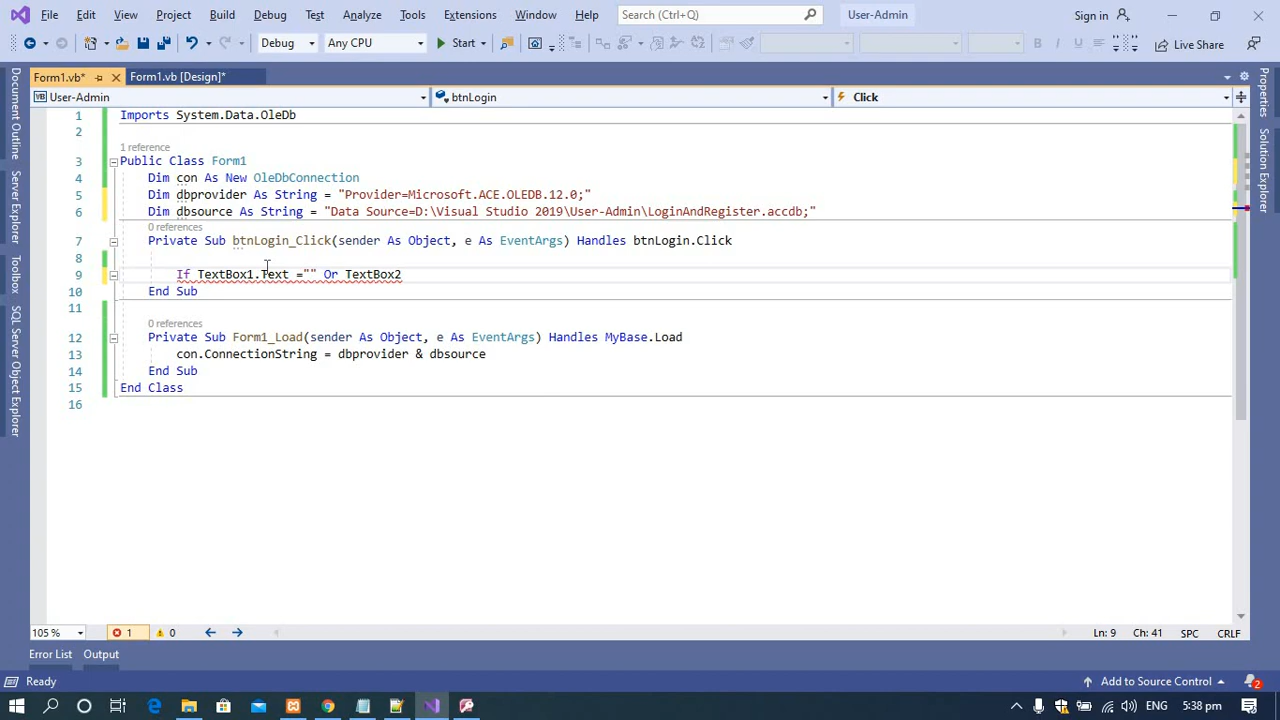 File Edit View Project Build Debug Test Analyze Tools Extensions Window Help Search (Ctrl+Q) User-Admin Sign in
Debug Any CPU Start Live Share
Form1.vb* Form1.vb [Design]*
User-Admin btnLogin Click
Document Outline
Server Explorer
Toolbox
SQL Server Object Explorer
Properties
Solution Explorer
1 Imports System.Data.OleDb
2
1 reference
3 Public Class Form1
4 Dim con As New OleDbConnection
5 Dim dbprovider As String = "Provider=Microsoft.ACE.OLEDB.12.0;"
6 Dim dbsource As String = "Data Source=D:\Visual Studio 2019\User-Admin\LoginAndRegister.accdb;"
0 references
7 Private Sub btnLogin_Click(sender As Object, e As EventArgs) Handles btnLogin.Click
8
9 If TextBox1.Text ="" Or TextBox2
10 End Sub
11
0 references
12 Private Sub Form1_Load(sender As Object, e As EventArgs) Handles MyBase.Load
13 con.ConnectionString = dbprovider & dbsource
14 End Sub
15 End Class
16
105 % 1 0 Ln: 9 Ch: 41 SPC CRLF
Error List Output
Ready Add to Source Control 2
ENG 5:38 pm